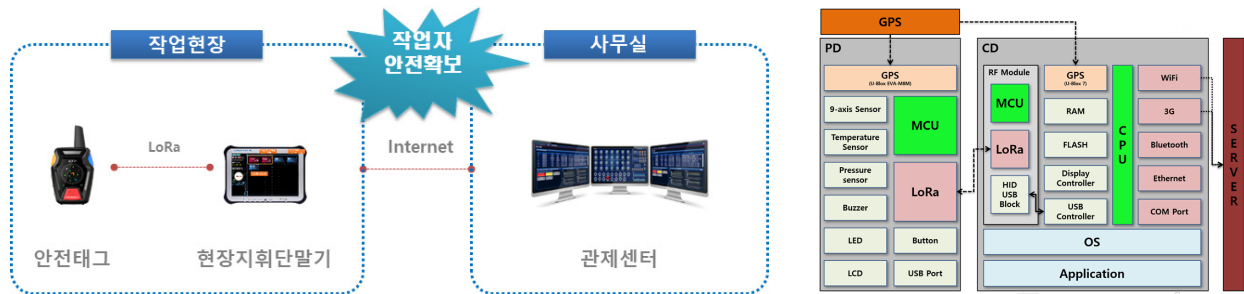 작업현장
작업자
안전확보
사무실
LoRa
Internet
안전태그
현장지휘단말기
관제센터
GPS
PD
GPS
(U-Blox EVA-M8M)
9-axis Sensor
MCU
Temperature
Sensor
Pressure
sensor
LoRa
Buzzer
LED
Button
LCD
USB Port
CD
RF Module
MCU
LoRa
HID
USB
Block
GPS
(U-Blox 7)
RAM
FLASH
Display
Controller
USB
Controller
CPU
WiFi
3G
Bluetooth
Ethernet
COM Port
OS
Application
SERVER